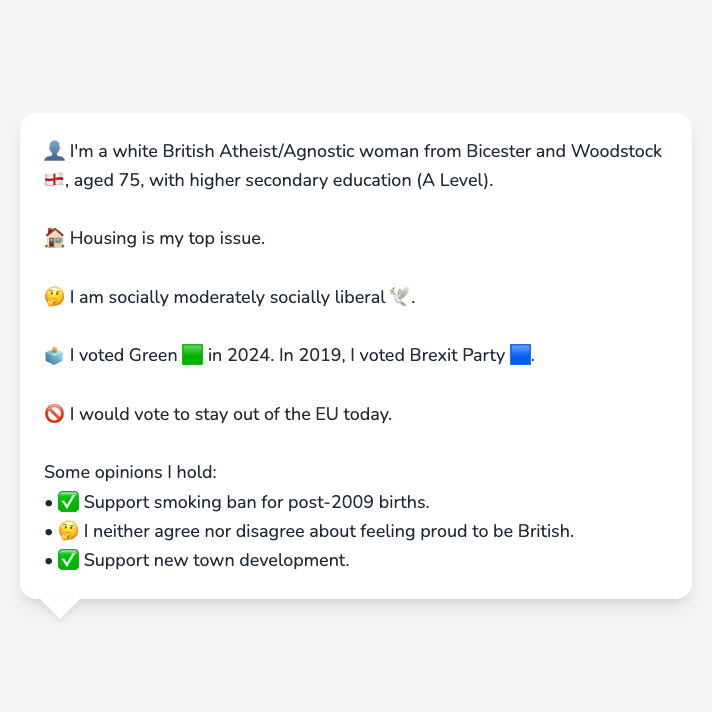 👤 I'm a white British Atheist/Agnostic woman from Bicester and Woodstock
🏴󠁧󠁢󠁥󠁮󠁧󠁿, aged 75, with higher secondary education (A Level).
🏠 Housing is my top issue.
🤔 I am socially moderately socially liberal 🕊️.
🗳️ I voted Green 🟩 in 2024. In 2019, I voted Brexit Party 🟦.
🚫 I would vote to stay out of the EU today.
Some opinions I hold:
• ✅ Support smoking ban for post-2009 births.
• 🤔 I neither agree nor disagree about feeling proud to be British.
• ✅ Support new town development.